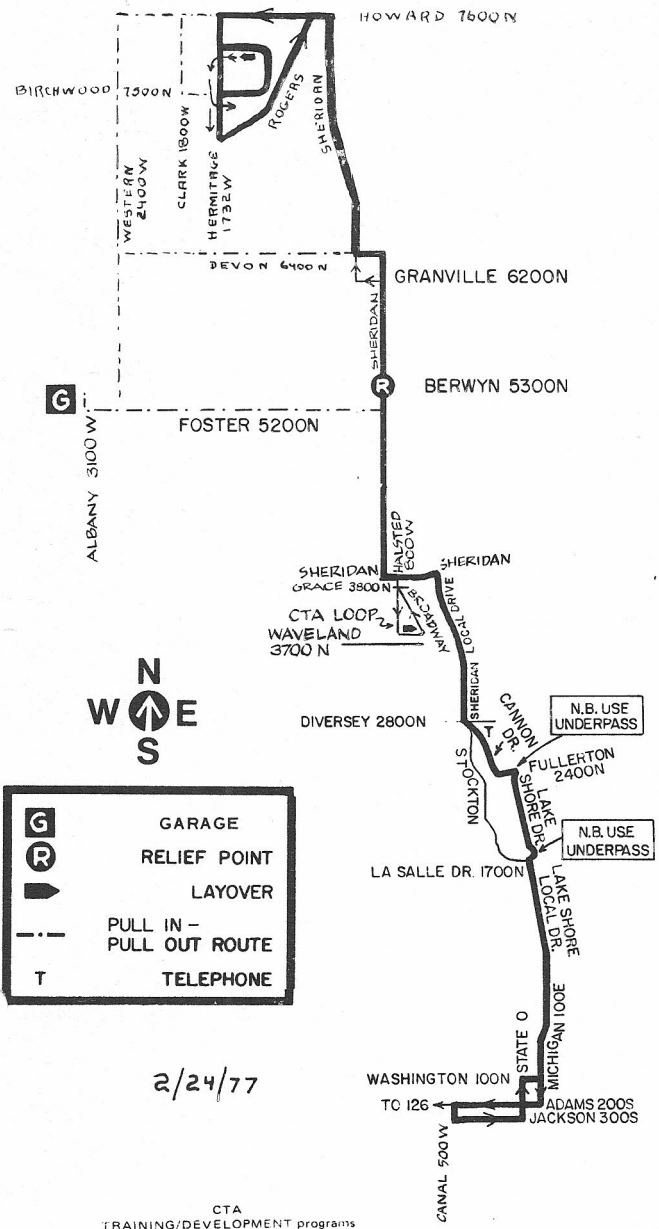 HOWARD 7600N
BIRCHWOOD 7500N
WESTERN
2400W
CLARK 1800W
HERMITAGE
1732W
ROGERS
SHERIDAN
DEVON 6400N
GRANVILLE 6200N
SHERIDAN
R
BERWYN 5300N
G
FOSTER 5200N
ALBANY 3100W
HALSTED
800W
SHERIDAN
SHERIDAN
GRACE 3800N
BROADWAY
CTA LOOP
WAVELAND
3700 N
SHERIDAN LOCAL DRIVE
N
W E
S
DIVERSEY 2800N
T
CANNON
DR.
N.B. USE
UNDERPASS
FULLERTON
2400N
STOCKTON
LAKE
SHORE DR.
N.B. USE
UNDERPASS
LA SALLE DR. 1700N
LAKE SHORE
LOCAL DR.
G GARAGE
R RELIEF POINT
LAYOVER
PULL IN –
PULL OUT ROUTE
T TELEPHONE
2/24/77
STATE 0
MICHIGAN 100E
WASHINGTON 100N
TO 126
ADAMS 200S
JACKSON 300S
CANAL 500W
CTA
TRAINING/DEVELOPMENT programs